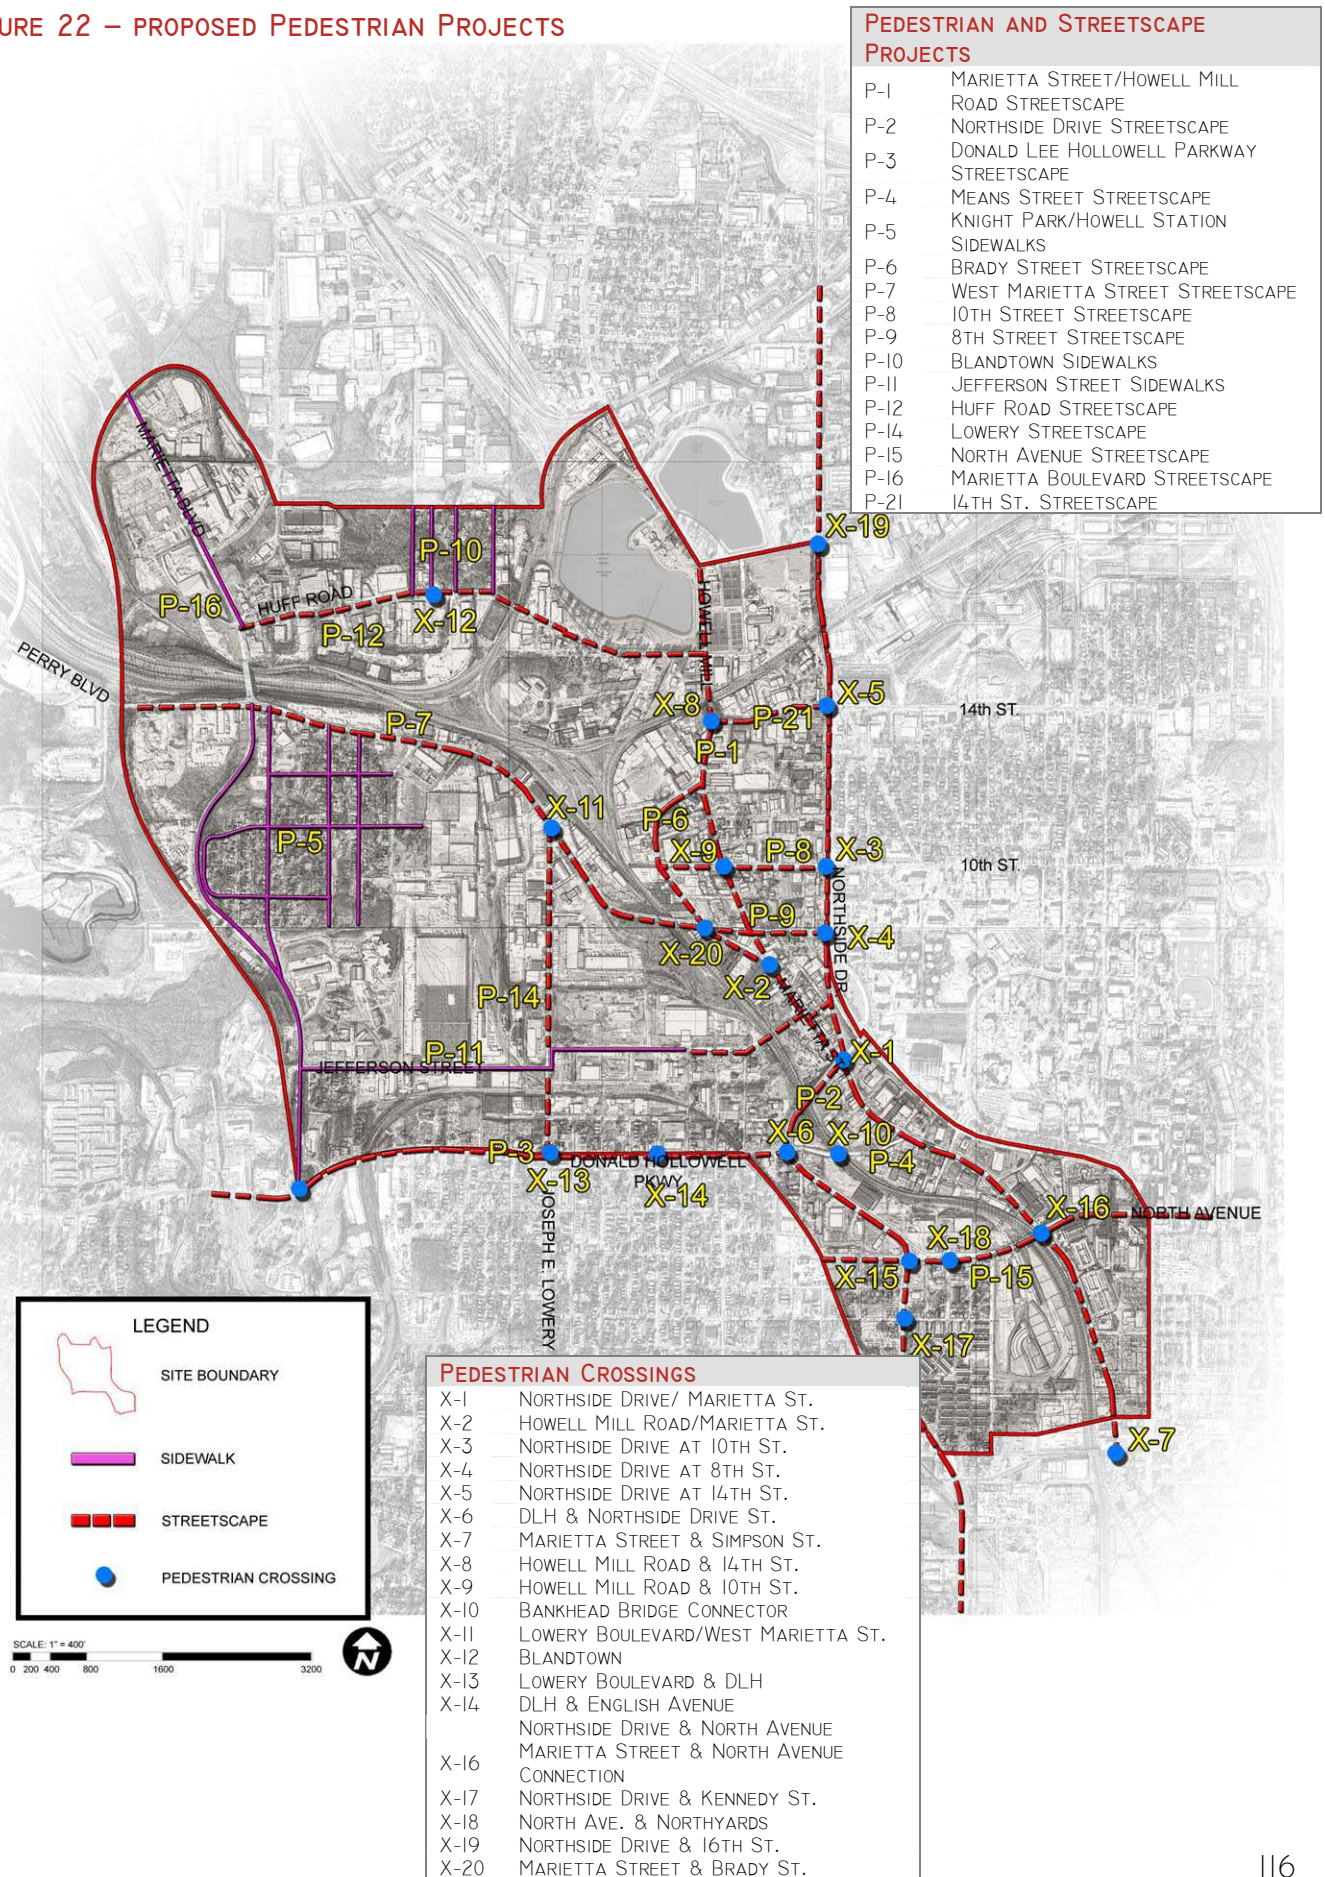 URE 22 – PROPOSED PEDESTRIAN PROJECTS
PEDESTRIAN AND STREETSCAPE
PROJECTS
P-1 MARIETTA STREET/HOWELL MILL
ROAD STREETSCAPE
P-2 NORTHSIDE DRIVE STREETSCAPE
P-3 DONALD LEE HOLLOWELL PARKWAY
STREETSCAPE
P-4 MEANS STREET STREETSCAPE
P-5 KNIGHT PARK/HOWELL STATION
SIDEWALKS
P-6 BRADY STREET STREETSCAPE
P-7 WEST MARIETTA STREET STREETSCAPE
P-8 10TH STREET STREETSCAPE
P-9 8TH STREET STREETSCAPE
P-10 BLANDTOWN SIDEWALKS
P-11 JEFFERSON STREET SIDEWALKS
P-12 HUFF ROAD STREETSCAPE
P-14 LOWERY STREETSCAPE
P-15 NORTH AVENUE STREETSCAPE
P-16 MARIETTA BOULEVARD STREETSCAPE
P-21 14TH ST. STREETSCAPE
X-19
MARIETTA BLVD
P-10
P-16
HUFF ROAD
X-12
P-12
HOWELL MILL
PERRY BLVD
X-8
P-21
X-5
14th ST.
P-7
P-1
X-11
P-6
P-5
X-9
P-8
X-3
10th ST.
NORTHSIDE DR.
P-9
X-4
X-20
X-2
MARIETTA
P-14
P-11
JEFFERSON STREET
X-1
P-2
X-6
X-10
P-3
P-4
DONALD HOLLOWELL
PKWY
X-13
X-14
JOSEPH E. LOWERY
X-16
NORTH AVENUE
X-18
X-15
P-15
X-17
X-7
LEGEND
SITE BOUNDARY
SIDEWALK
STREETSCAPE
PEDESTRIAN CROSSING
SCALE: 1" = 400'
0 200 400 800 1600 3200
N
PEDESTRIAN CROSSINGS
X-1 NORTHSIDE DRIVE/ MARIETTA ST.
X-2 HOWELL MILL ROAD/MARIETTA ST.
X-3 NORTHSIDE DRIVE AT 10TH ST.
X-4 NORTHSIDE DRIVE AT 8TH ST.
X-5 NORTHSIDE DRIVE AT 14TH ST.
X-6 DLH & NORTHSIDE DRIVE ST.
X-7 MARIETTA STREET & SIMPSON ST.
X-8 HOWELL MILL ROAD & 14TH ST.
X-9 HOWELL MILL ROAD & 10TH ST.
X-10 BANKHEAD BRIDGE CONNECTOR
X-11 LOWERY BOULEVARD/WEST MARIETTA ST.
X-12 BLANDTOWN
X-13 LOWERY BOULEVARD & DLH
X-14 DLH & ENGLISH AVENUE
NORTHSIDE DRIVE & NORTH AVENUE
X-16 MARIETTA STREET & NORTH AVENUE
CONNECTION
X-17 NORTHSIDE DRIVE & KENNEDY ST.
X-18 NORTH AVE. & NORTHYARDS
X-19 NORTHSIDE DRIVE & 16TH ST.
X-20 MARIETTA STREET & BRADY ST.
116